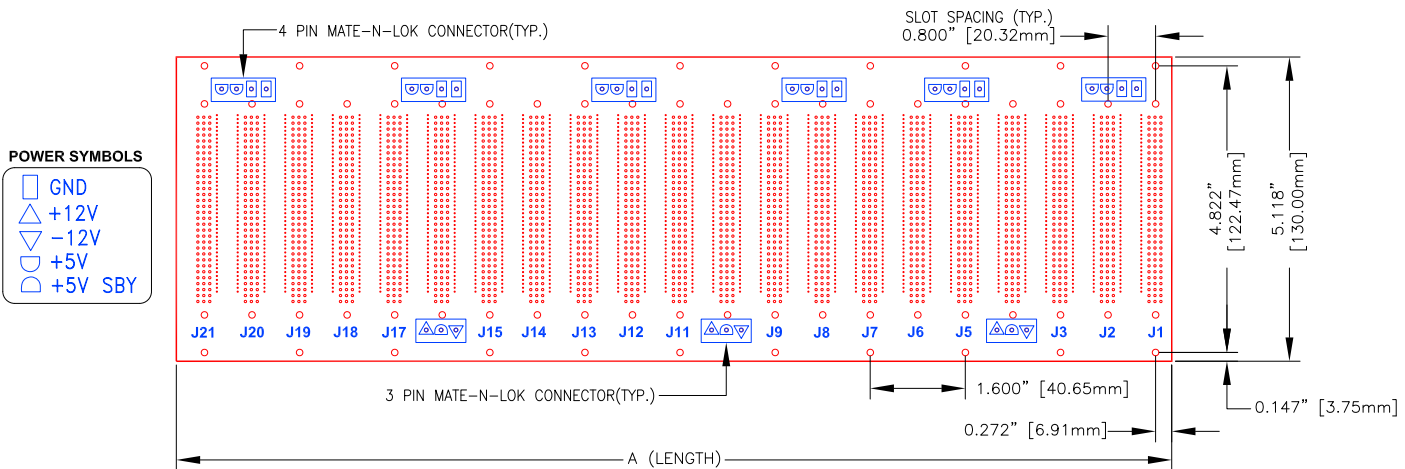 SLOT SPACING (TYP.)
0.800” [20.32mm]
4 PIN MATE-N-LOK CONNECTOR(TYP.)
POWER SYMBOLS
GND
+12V
-12V
+5V
+5V SBY
4.822”
[122.47mm]
5.118”
[130.00mm]
J21 J20 J19 J18 J17 J15 J14 J13 J12 J11 J9 J8 J7 J6 J5 J3 J2 J1
3 PIN MATE-N-LOK CONNECTOR(TYP.)
1.600” [40.65mm]
0.147” [3.75mm]
0.272” [6.91mm]
A (LENGTH)